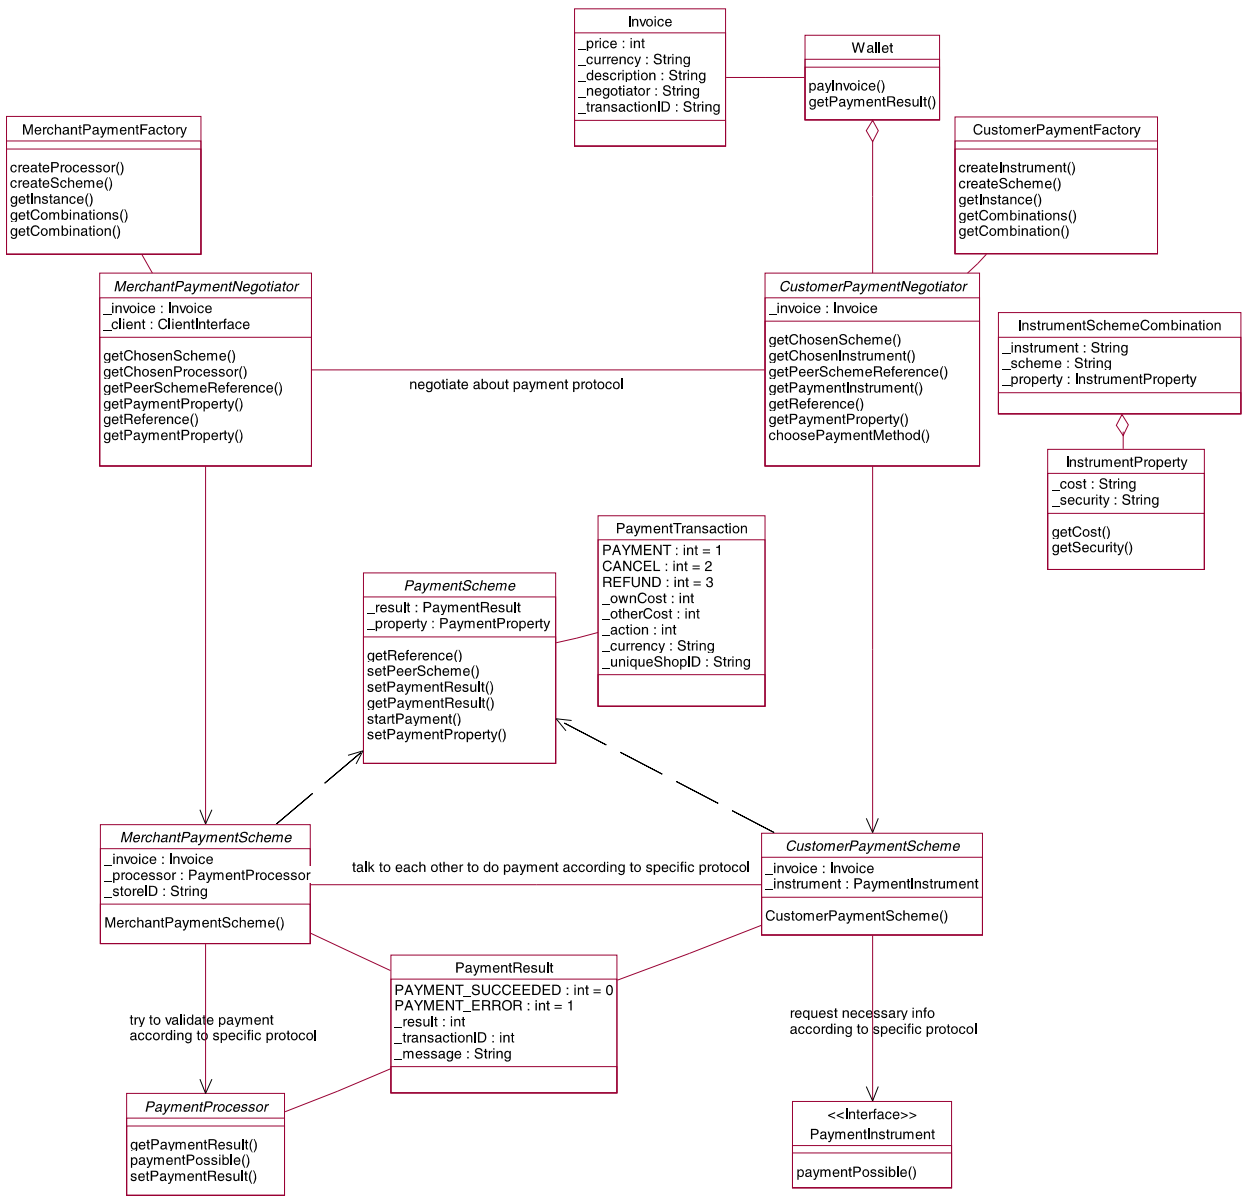 Invoice
_price : int
_currency : String
_description : String
_negotiator : String
_transactionID : String
Wallet
payInvoice()
getPaymentResult()
MerchantPaymentFactory
createProcessor()
createScheme()
getInstance()
getCombinations()
getCombination()
CustomerPaymentFactory
createInstrument()
createScheme()
getInstance()
getCombinations()
getCombination()
MerchantPaymentNegotiator
_invoice : Invoice
_client : ClientInterface
getChosenScheme()
getChosenProcessor()
getPeerSchemeReference()
getPaymentProperty()
getReference()
getPaymentProperty()
negotiate about payment protocol
CustomerPaymentNegotiator
_invoice : Invoice
getChosenScheme()
getChosenInstrument()
getPeerSchemeReference()
getPaymentInstrument()
getReference()
getPaymentProperty()
choosePaymentMethod()
InstrumentSchemeCombination
_instrument : String
_scheme : String
_property : InstrumentProperty
InstrumentProperty
_cost : String
_security : String
getCost()
getSecurity()
PaymentTransaction
PAYMENT : int = 1
CANCEL : int = 2
REFUND : int = 3
_ownCost : int
_otherCost : int
_action : int
_currency : String
_uniqueShopID : String
PaymentScheme
_result : PaymentResult
_property : PaymentProperty
getReference()
setPeerScheme()
setPaymentResult()
getPaymentResult()
startPayment()
setPaymentProperty()
MerchantPaymentScheme
_invoice : Invoice
_processor : PaymentProcessor
_storeID : String
MerchantPaymentScheme()
talk to each other to do payment according to specific protocol
CustomerPaymentScheme
_invoice : Invoice
_instrument : PaymentInstrument
CustomerPaymentScheme()
PaymentResult
PAYMENT_SUCCEEDED : int = 0
PAYMENT_ERROR : int = 1
_result : int
_transactionID : int
_message : String
try to validate payment
according to specific protocol
request necessary info
according to specific protocol
PaymentProcessor
getPaymentResult()
paymentPossible()
setPaymentResult()
<<Interface>>
PaymentInstrument
paymentPossible()